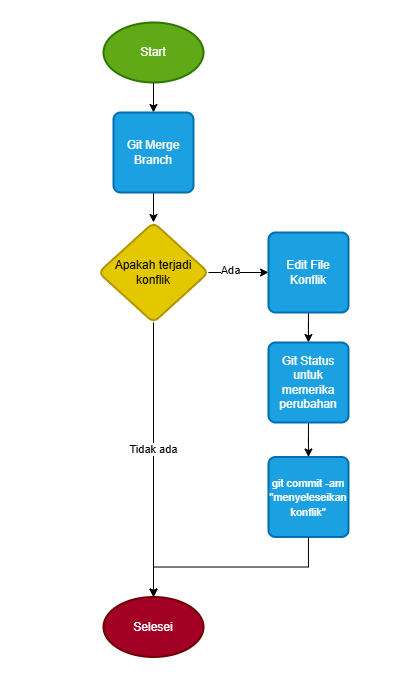 Start
Git Merge
Branch
Apakah terjadi
konflik
Ada
Edit File
Konflik
Git Status
untuk
memerika
perubahan
Tidak ada
git commit -am
"menyeleseikan
konflik"
Selesei